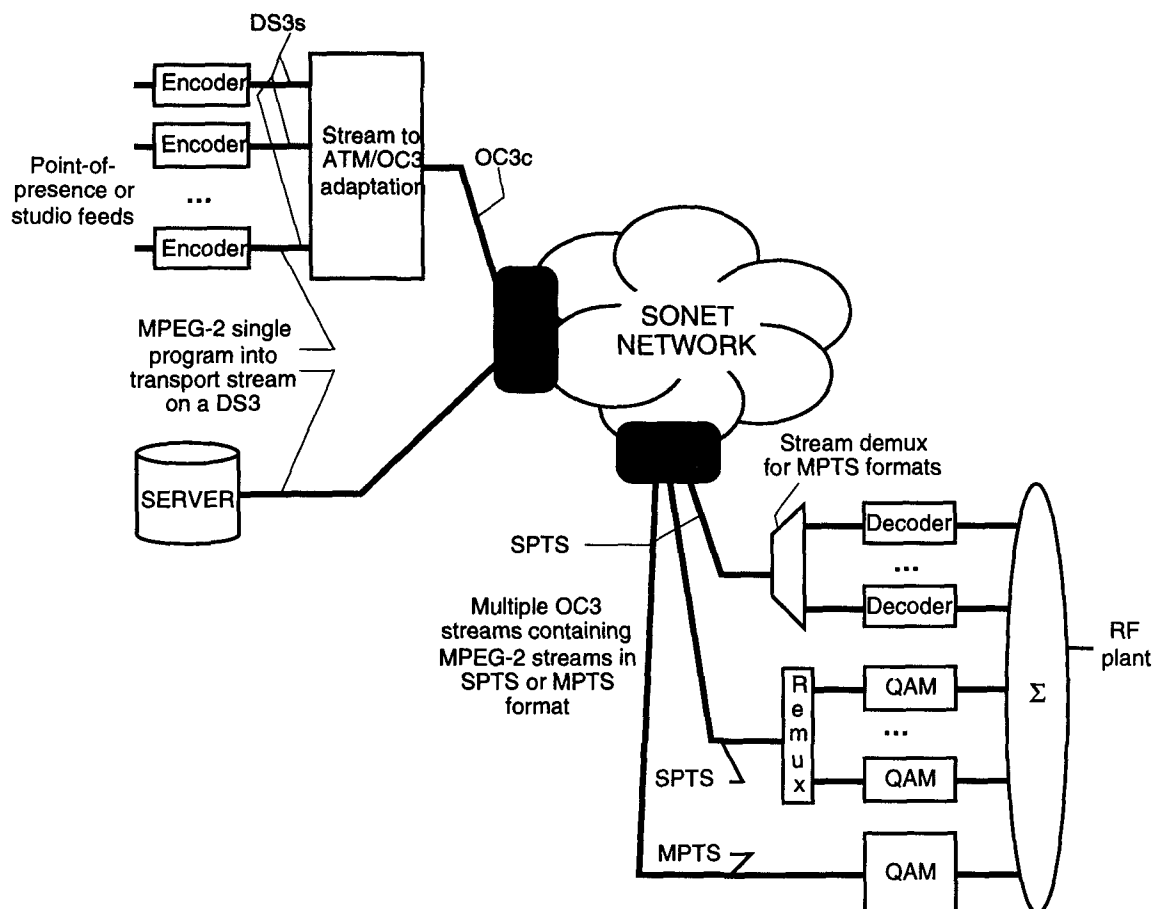 DS3s
Encoder
Encoder
...
Encoder
Point-of-
presence or
studio feeds
Stream to
ATM/OC3
adaptation
OC3c
MPEG-2 single
program into
transport stream
on a DS3
SERVER
SONET
NETWORK
Stream demux
for MPTS formats
SPTS
Decoder
...
Decoder
Multiple OC3
streams containing
MPEG-2 streams in
SPTS or MPTS
format
Remux
QAM
...
QAM
SPTS
MPTS
QAM
Σ
RF
plant